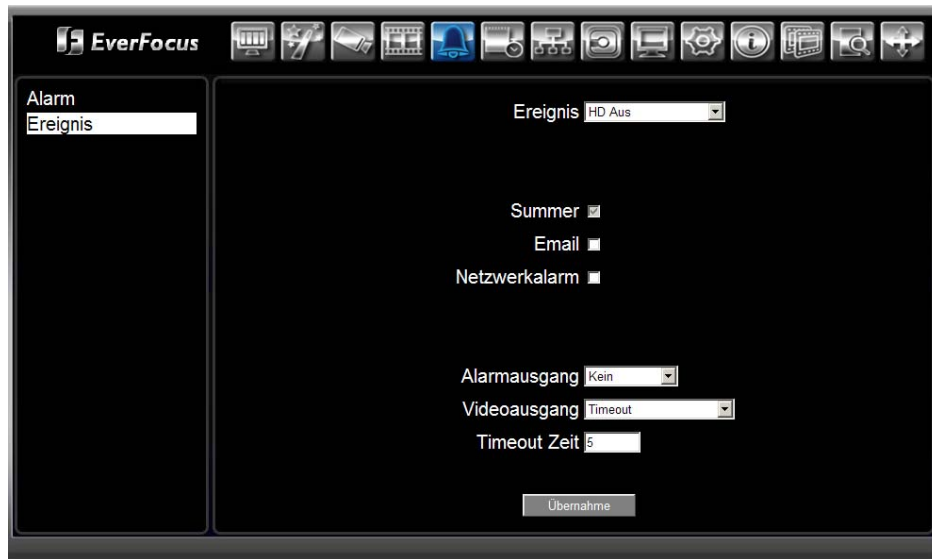 EverFocus
Alarm
Ereignis
Ereignis HD Aus
Summer
Email
Netzwerkalarm
Alarmausgang Kein
Videoausgang Timeout
Timeout Zeit 5
Übernahme